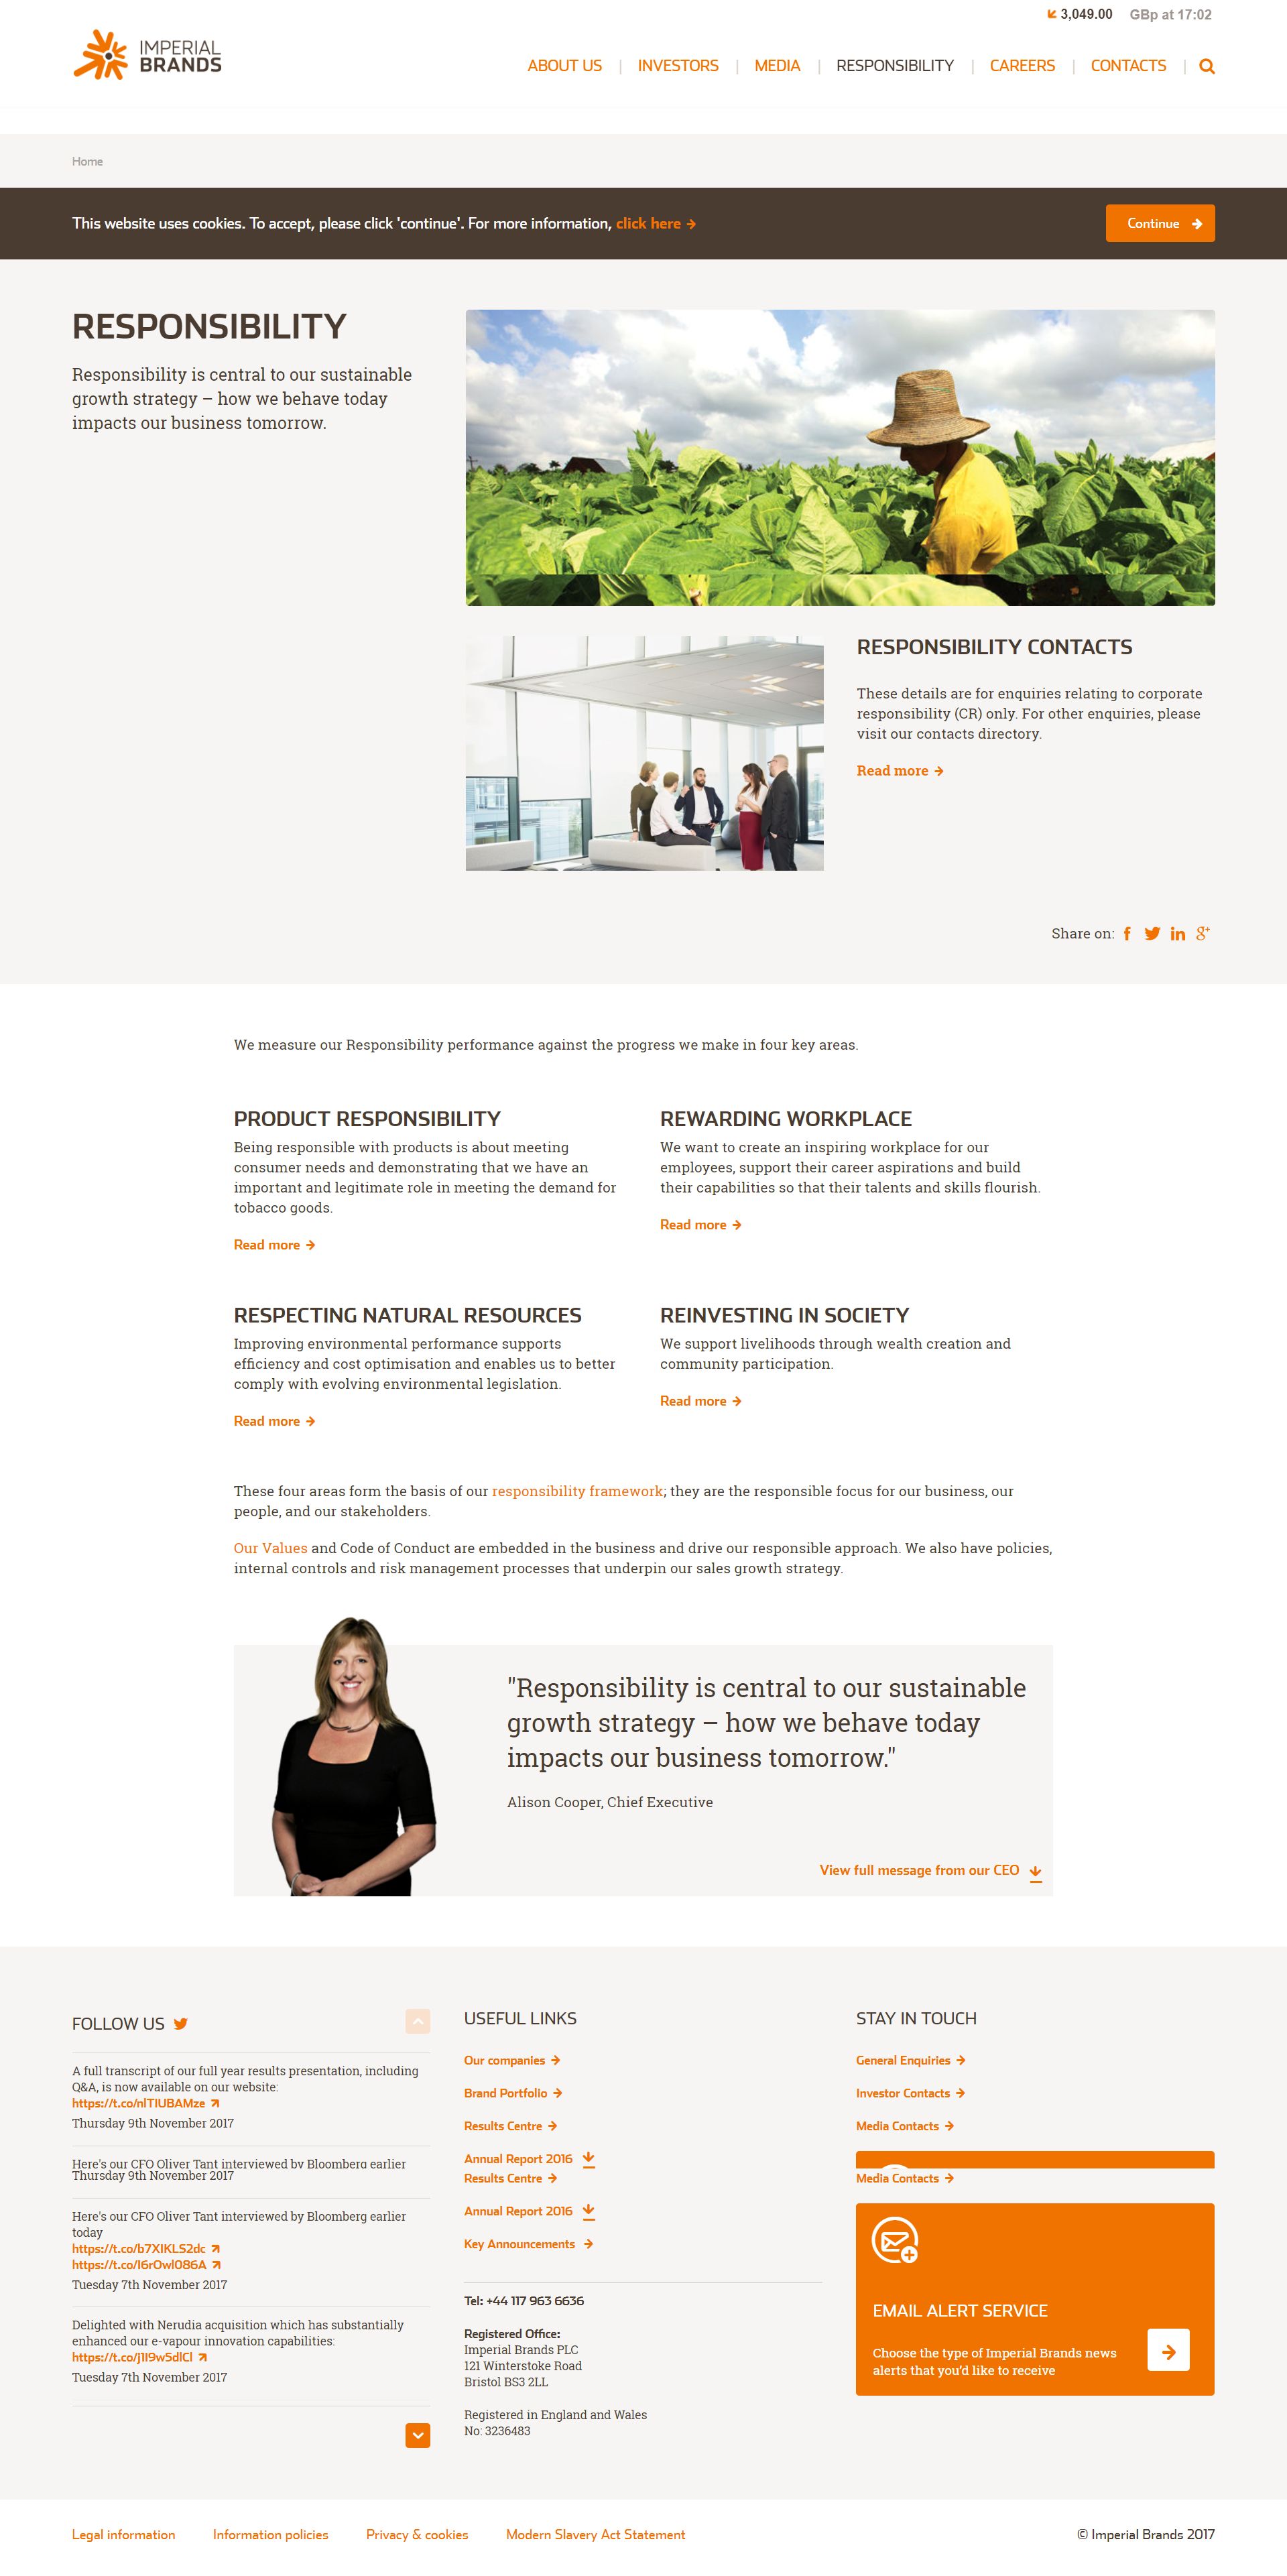 3,049.00 GBp at 17:02
IMPERIAL
BRANDS
ABOUT US | INVESTORS | MEDIA | RESPONSIBILITY | CAREERS | CONTACTS |
Home
This website uses cookies. To accept, please click 'continue'. For more information, click here
Continue
RESPONSIBILITY
Responsibility is central to our sustainable
growth strategy – how we behave today
impacts our business tomorrow.
RESPONSIBILITY CONTACTS
These details are for enquiries relating to corporate
responsibility (CR) only. For other enquiries, please
visit our contacts directory.
Read more
Share on:
We measure our Responsibility performance against the progress we make in four key areas.
PRODUCT RESPONSIBILITY
Being responsible with products is about meeting
consumer needs and demonstrating that we have an
important and legitimate role in meeting the demand for
tobacco goods.
Read more
REWARDING WORKPLACE
We want to create an inspiring workplace for our
employees, support their career aspirations and build
their capabilities so that their talents and skills flourish.
Read more
RESPECTING NATURAL RESOURCES
Improving environmental performance supports
efficiency and cost optimisation and enables us to better
comply with evolving environmental legislation.
Read more
REINVESTING IN SOCIETY
We support livelihoods through wealth creation and
community participation.
Read more
These four areas form the basis of our responsibility framework; they are the responsible focus for our business, our
people, and our stakeholders.
Our Values and Code of Conduct are embedded in the business and drive our responsible approach. We also have policies,
internal controls and risk management processes that underpin our sales growth strategy.
"Responsibility is central to our sustainable
growth strategy – how we behave today
impacts our business tomorrow."
Alison Cooper, Chief Executive
View full message from our CEO
FOLLOW US
A full transcript of our full year results presentation, including
Q&A, is now available on our website:
https://t.co/nlTIUBAMze
Thursday 9th November 2017
Here's our CFO Oliver Tant interviewed by Bloomberg earlier
Thursday 9th November 2017
Here's our CFO Oliver Tant interviewed by Bloomberg earlier
today
https://t.co/b7XIKLS2dc
https://t.co/I6rOwl086A
Tuesday 7th November 2017
Delighted with Nerudia acquisition which has substantially
enhanced our e-vapour innovation capabilities:
https://t.co/j1I9w5dlCl
Tuesday 7th November 2017
USEFUL LINKS
Our companies
Brand Portfolio
Results Centre
Annual Report 2016
Results Centre
Annual Report 2016
Key Announcements
Tel: +44 117 963 6636
Registered Office:
Imperial Brands PLC
121 Winterstoke Road
Bristol BS3 2LL
Registered in England and Wales
No: 3236483
STAY IN TOUCH
General Enquiries
Investor Contacts
Media Contacts
Media Contacts
EMAIL ALERT SERVICE
Choose the type of Imperial Brands news
alerts that you'd like to receive
Legal information Information policies Privacy & cookies Modern Slavery Act Statement
© Imperial Brands 2017